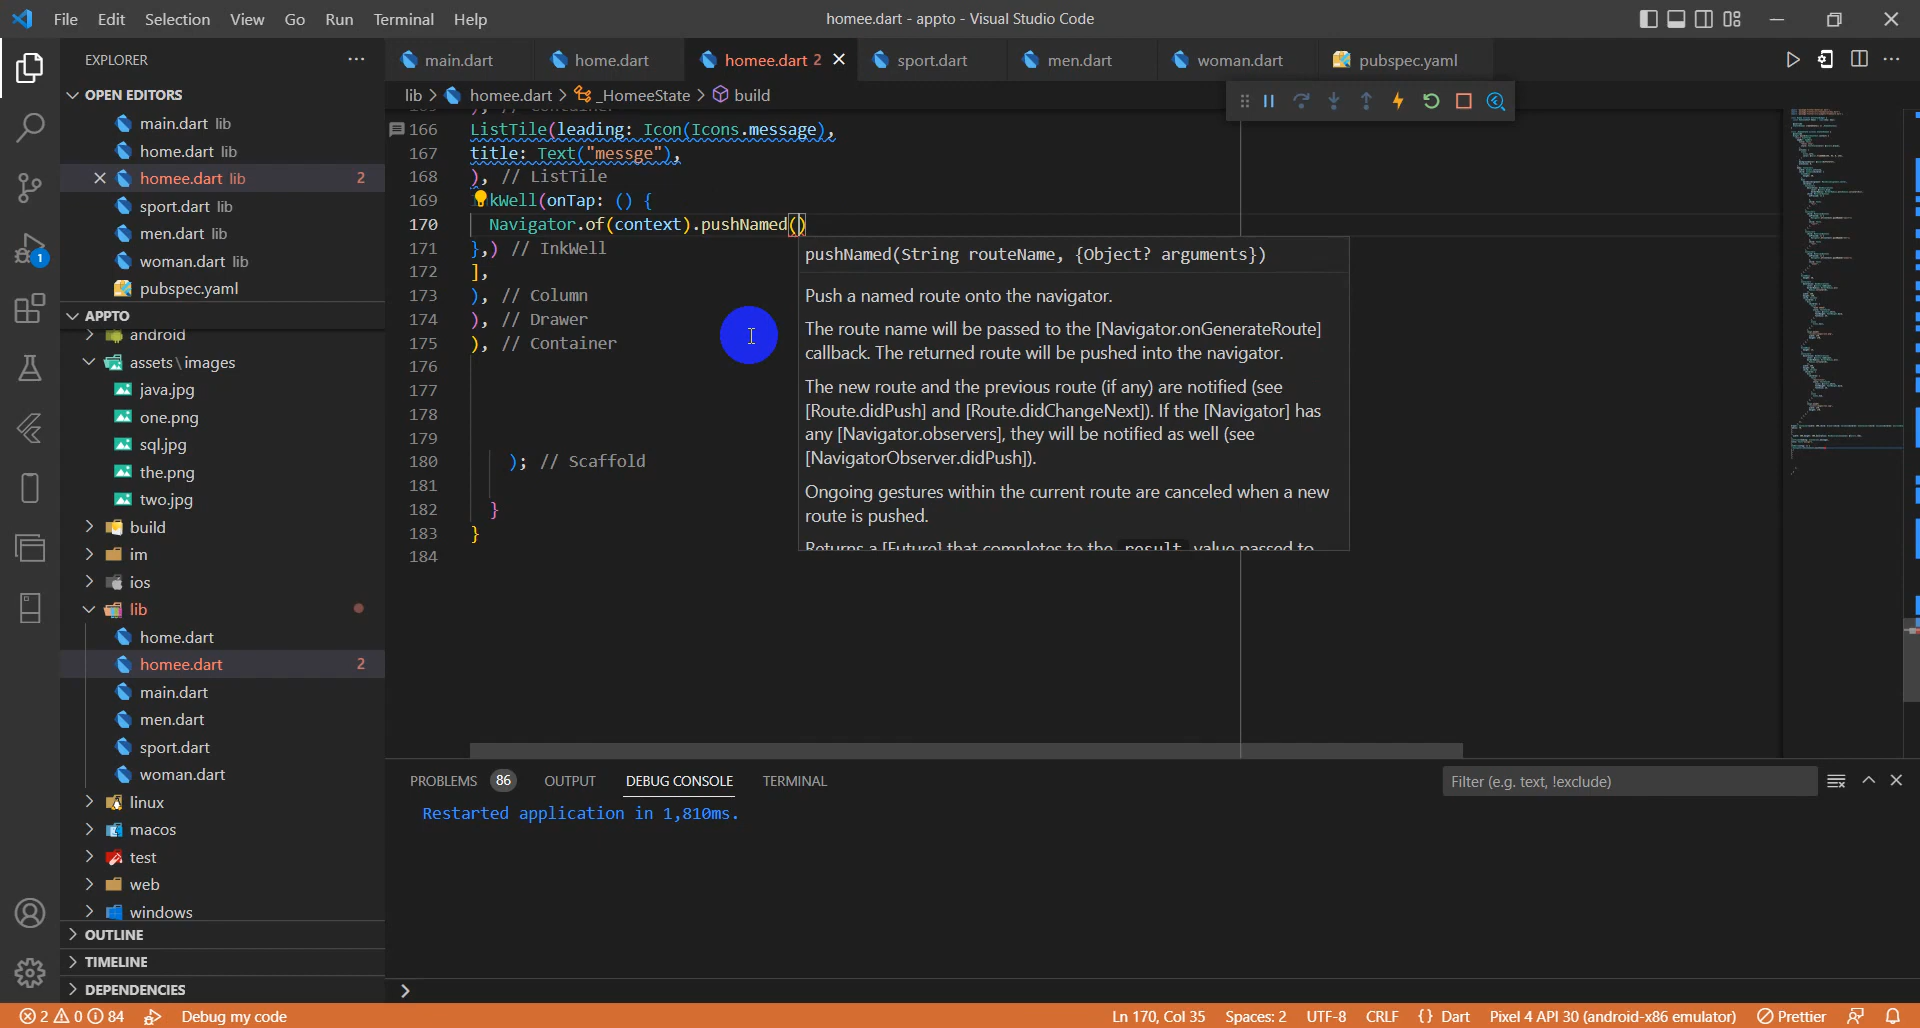 File Edit Selection View Go Run Terminal Help
homee.dart - appto - Visual Studio Code
EXPLORER
OPEN EDITORS
main.dart lib
home.dart lib
homee.dart lib 2
sport.dart lib
men.dart lib
woman.dart lib
pubspec.yaml
APPTO
android
assets\images
java.jpg
one.png
sql.jpg
the.png
two.jpg
build
im
ios
lib
home.dart
homee.dart 2
main.dart
men.dart
sport.dart
woman.dart
linux
macos
test
web
windows
OUTLINE
TIMELINE
DEPENDENCIES
1
main.dart home.dart homee.dart 2 sport.dart men.dart woman.dart pubspec.yaml
lib > homee.dart > _HomeeState > build
166 ListTile(leading: Icon(Icons.message),
167 title: Text("messge"),
168 ), // ListTile
169 kWell(onTap: () {
170 Navigator.of(context).pushNamed()
171 },) // InkWell
172 ],
173 ), // Column
174 ), // Drawer
175 ), // Container
176
177
178
179
180 ); // Scaffold
181
182 }
183 }
184
pushNamed(String routeName, {Object? arguments})
Push a named route onto the navigator.
The route name will be passed to the [Navigator.onGenerateRoute]
callback. The returned route will be pushed into the navigator.
The new route and the previous route (if any) are notified (see
[Route.didPush] and [Route.didChangeNext]). If the [Navigator] has
any [Navigator.observers], they will be notified as well (see
[NavigatorObserver.didPush]).
Ongoing gestures within the current route are canceled when a new
route is pushed.
Returns a [Future] that completes to the result value passed to
PROBLEMS 86 OUTPUT DEBUG CONSOLE TERMINAL
Filter (e.g. text, !exclude)
Restarted application in 1,810ms.
2 0 84 Debug my code
Ln 170, Col 35 Spaces: 2 UTF-8 CRLF {} Dart Pixel 4 API 30 (android-x86 emulator) Prettier